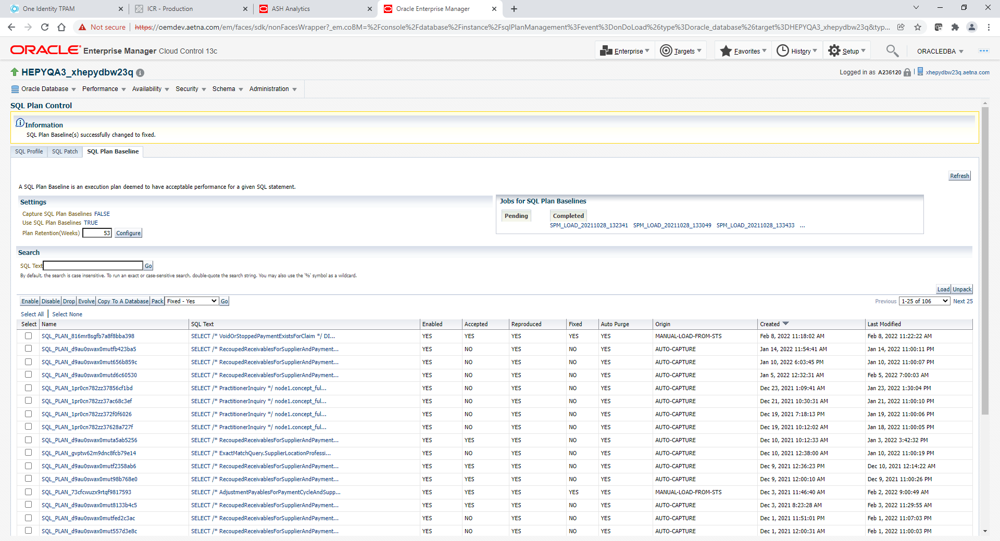 One Identity TPAM
ICR - Production
ASH Analytics
Oracle Enterprise Manager
Not secure https://oemdev.aetna.com/em/faces/sdk/nonFacesWrapper?_em.coBM=%2Fconsole%2Fdatabase%2Finstance%2FsqlPlanManagement%3Fevent%3DonDoLoad%26type%3Doracle_database%26target%3DHEPYQA3_xhepydbw23q&typ...
ORACLE Enterprise Manager Cloud Control 13c
Enterprise Targets Favorites History Setup ORACLEDBA
HEPYQA3_xhepydbw23q
Logged in as A236120 xhepydbw23q.aetna.com
Oracle Database Performance Availability Security Schema Administration
SQL Plan Control
Information
SQL Plan Baseline(s) successfully changed to fixed.
SQL Profile SQL Patch SQL Plan Baseline
Refresh
A SQL Plan Baseline is an execution plan deemed to have acceptable performance for a given SQL statement.
Settings
Capture SQL Plan Baselines FALSE
Use SQL Plan Baselines TRUE
Plan Retention(Weeks) 53 Configure
Jobs for SQL Plan Baselines
Pending Completed
SPM_LOAD_20211028_132341 SPM_LOAD_20211028_133049 SPM_LOAD_20211028_133433 ...
Search
SQL Text Go
By default, the search is case insensitive. To run an exact or case-sensitive search, double-quote the search string. You may also use the '%' symbol as a wildcard.
Load Unpack
Enable Disable Drop Evolve Copy To A Database Pack Fixed - Yes Go
Previous 1-25 of 106 Next 25
Select All | Select None
Select Name SQL Text Enabled Accepted Reproduced Fixed Auto Purge Origin Created Last Modified
SQL_PLAN_816mr8sgfb7a8f8bba398 SELECT /* VoidOrStoppedPaymentExistsForClaim */ DI... YES YES YES YES YES MANUAL-LOAD-FROM-STS Feb 8, 2022 11:18:02 AM Feb 8, 2022 11:22:22 AM
SQL_PLAN_d9au0swax0mutfb423ba5 SELECT /* RecoupedReceivablesForSupplierAndPayment... YES NO YES NO YES AUTO-CAPTURE Jan 14, 2022 11:54:41 AM Jan 14, 2022 11:00:11 PM
SQL_PLAN_d9au0swax0mut656b859c SELECT /* RecoupedReceivablesForSupplierAndPayment... YES NO YES NO YES AUTO-CAPTURE Jan 10, 2022 6:03:45 PM Jan 10, 2022 11:00:07 PM
SQL_PLAN_d9au0swax0mutd6c60530 SELECT /* RecoupedReceivablesForSupplierAndPayment... YES NO YES NO YES AUTO-CAPTURE Jan 5, 2022 12:32:31 AM Feb 5, 2022 7:00:03 AM
SQL_PLAN_1pr0cn782zz37856cf1bd SELECT /* PractitionerInquiry */ node1.concept_ful... YES NO YES NO YES AUTO-CAPTURE Dec 23, 2021 1:09:41 AM Jan 23, 2022 1:30:04 PM
SQL_PLAN_1pr0cn782zz37ac68c3ef SELECT /* PractitionerInquiry */ node1.concept_ful... YES NO YES NO YES AUTO-CAPTURE Dec 21, 2021 10:30:31 AM Jan 21, 2022 11:00:10 PM
SQL_PLAN_1pr0cn782zz372f0f6026 SELECT /* PractitionerInquiry */ node1.concept_ful... YES NO YES NO YES AUTO-CAPTURE Dec 19, 2021 7:18:13 PM Jan 19, 2022 11:00:06 PM
SQL_PLAN_1pr0cn782zz37628a727f SELECT /* PractitionerInquiry */ node1.concept_ful... YES NO YES NO YES AUTO-CAPTURE Dec 19, 2021 10:12:02 AM Jan 18, 2022 11:00:05 PM
SQL_PLAN_d9au0swax0muta5ab5256 SELECT /* RecoupedReceivablesForSupplierAndPayment... YES YES YES NO YES AUTO-CAPTURE Dec 10, 2021 10:12:33 AM Jan 3, 2022 3:42:32 PM
SQL_PLAN_gvptw62m9dnc8fcb79e14 SELECT /* ExactMatchQuery.SupplierLocationProfessi... YES NO YES NO YES AUTO-CAPTURE Dec 10, 2021 12:38:00 AM Jan 10, 2022 11:00:19 PM
SQL_PLAN_d9au0swax0mutf2358ab6 SELECT /* RecoupedReceivablesForSupplierAndPayment... YES YES YES NO YES AUTO-CAPTURE Dec 9, 2021 12:36:23 PM Dec 10, 2021 12:14:22 AM
SQL_PLAN_d9au0swax0mut98b768e0 SELECT /* RecoupedReceivablesForSupplierAndPayment... YES YES YES NO YES AUTO-CAPTURE Dec 9, 2021 12:00:10 AM Dec 9, 2021 11:00:26 PM
SQL_PLAN_73cfcwuzx9rtqf9817593 SELECT /* AdjustmentPayablesForPaymentCycleAndSupp... YES YES YES YES YES MANUAL-LOAD-FROM-STS Dec 3, 2021 11:46:40 AM Feb 2, 2022 9:00:49 AM
SQL_PLAN_d9au0swax0mut8133b4c5 SELECT /* RecoupedReceivablesForSupplierAndPayment... YES YES YES NO YES AUTO-CAPTURE Dec 3, 2021 8:23:28 AM Feb 3, 2022 11:29:55 AM
SQL_PLAN_d9au0swax0mutfed2c3ac SELECT /* RecoupedReceivablesForSupplierAndPayment... YES NO YES NO YES AUTO-CAPTURE Dec 1, 2021 11:51:01 PM Feb 1, 2022 11:07:03 PM
SQL_PLAN_d9au0swax0mut557d3e8c SELECT /* RecoupedReceivablesForSupplierAndPayment... YES NO YES NO YES AUTO-CAPTURE Dec 1, 2021 12:00:31 AM Feb 1, 2022 11:00:03 PM